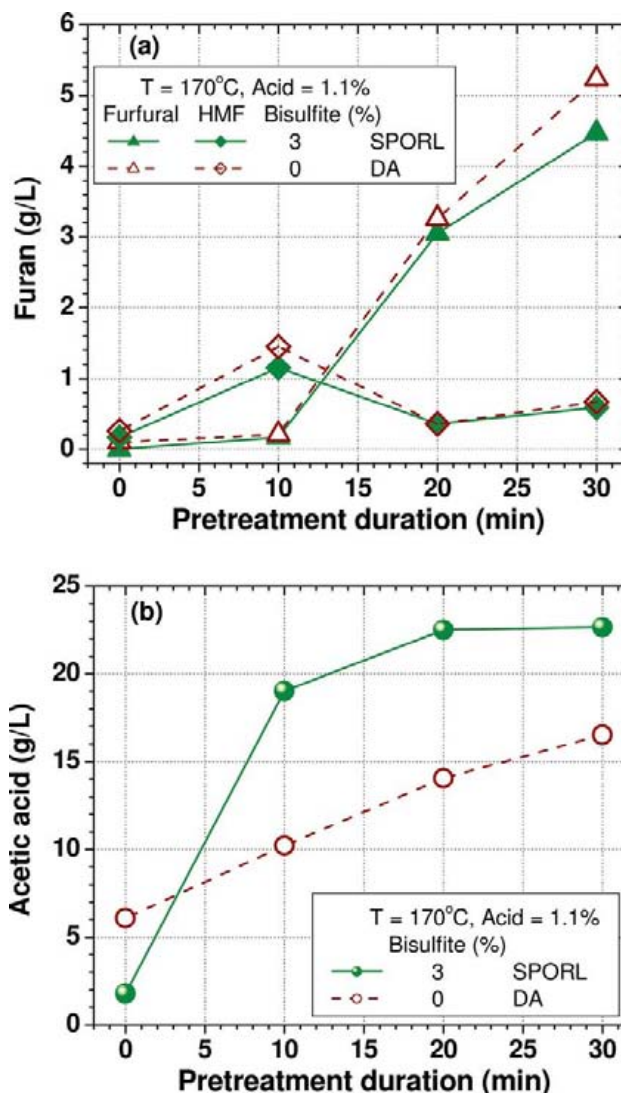 (a)
T = 170°C, Acid = 1.1%
Furfural HMF Bisulfite (%)
3 SPORL
0 DA
Furan (g/L)
6
5
4
3
2
1
0
0 5 10 15 20 25 30
Pretreatment duration (min)
(b)
Acetic acid (g/L)
25
20
15
10
5
0
T = 170°C, Acid = 1.1%
Bisulfite (%)
3 SPORL
0 DA
0 5 10 15 20 25 30
Pretreatment duration (min)